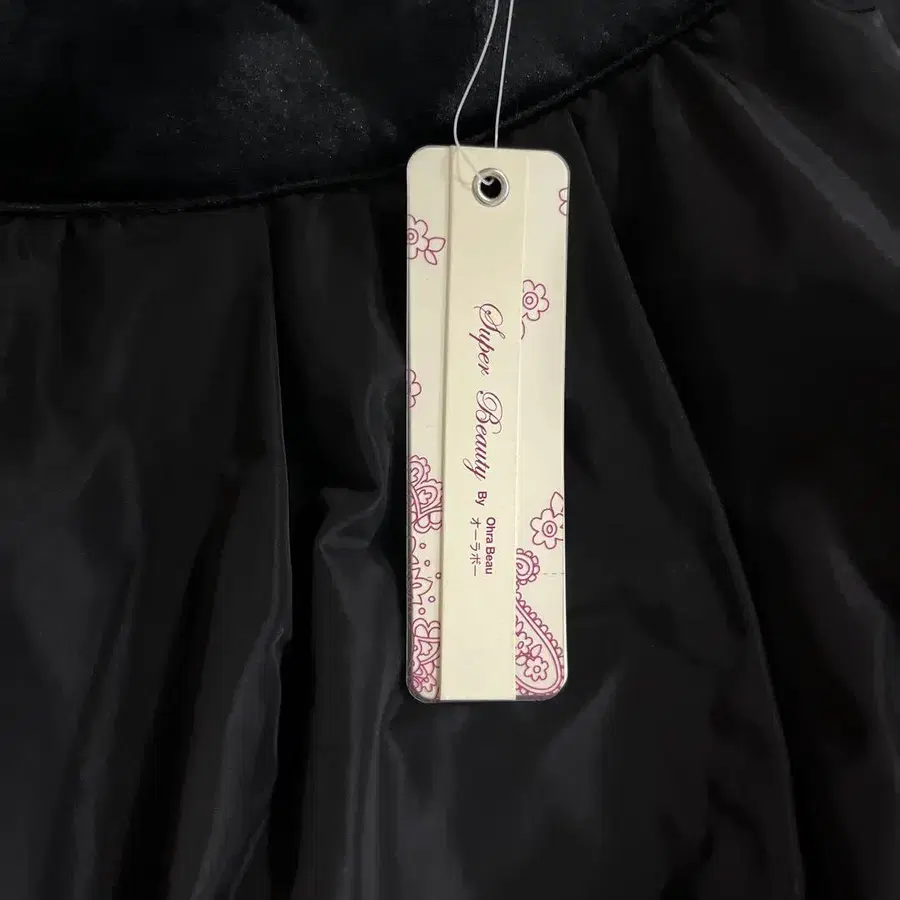 Super Beauty By Ohra Beau
オーラボー